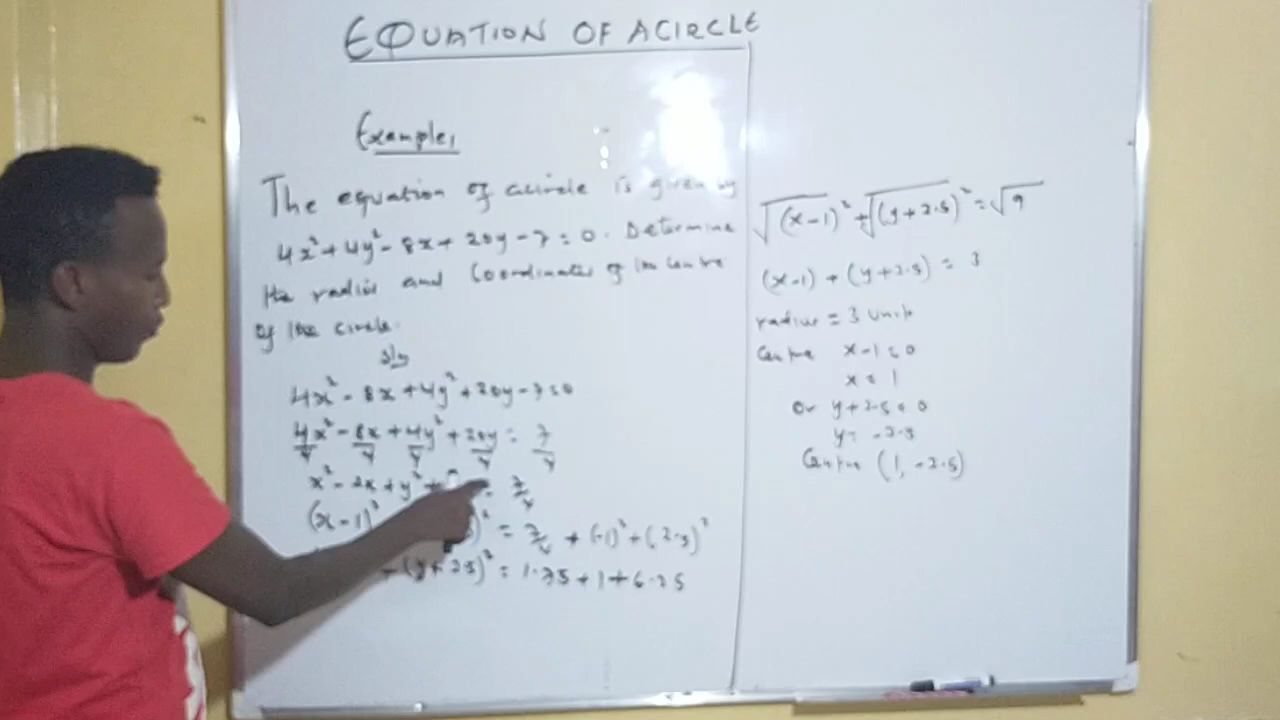 EQUATION OF A CIRCLE
Example,
The equation of acircle is given by
4x² + 4y² - 8x + 20y - 7 = 0. Determine
the radius and Coordinates of the Centre
of the circle.
Sln
4x² - 8x + 4y² + 20y - 7 = 0
4x²/4 - 8x/4 + 4y²/4 + 20y/4 = 7/4
x² - 2x + y² + = 7/4
(x - 1)² )² = 7/4 + (-1)² + (2.5)²
+ (y + 2.5)² = 1.75 + 1 + 6.25
√(x - 1)² + √(y + 2.5)² = √9
(x - 1) + (y + 2.5) = 3
radius = 3 units
Centre x - 1 = 0
x = 1
Or y + 2.5 = 0
y = -2.5
Centre (1, -2.5)